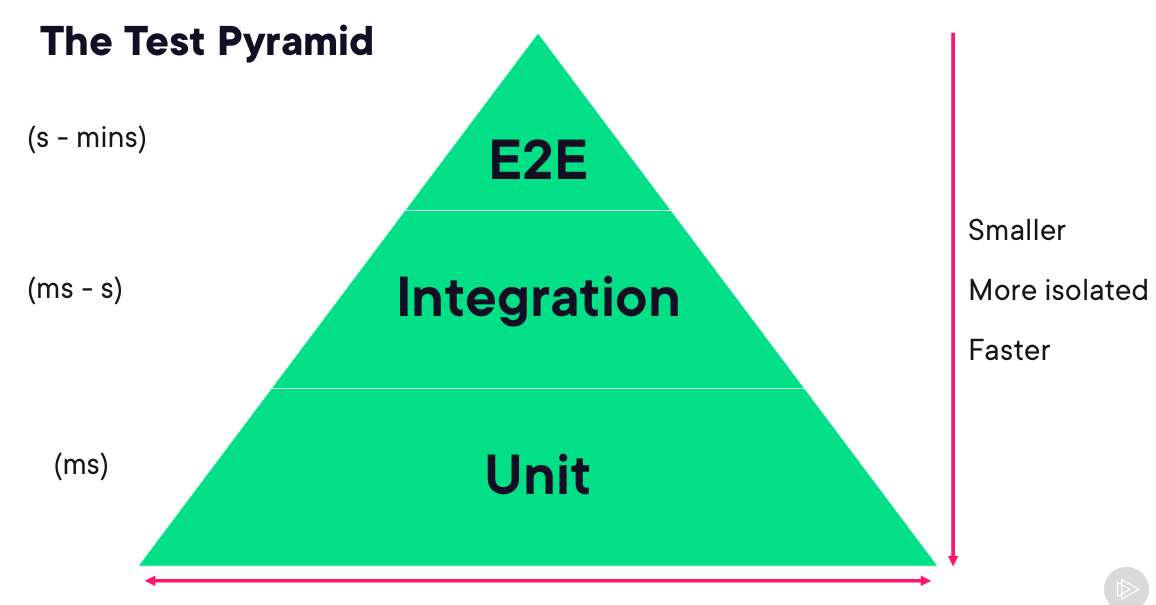 The Test Pyramid
(s - mins)
E2E
Smaller
(ms - s)
Integration
More isolated
Faster
(ms)
Unit